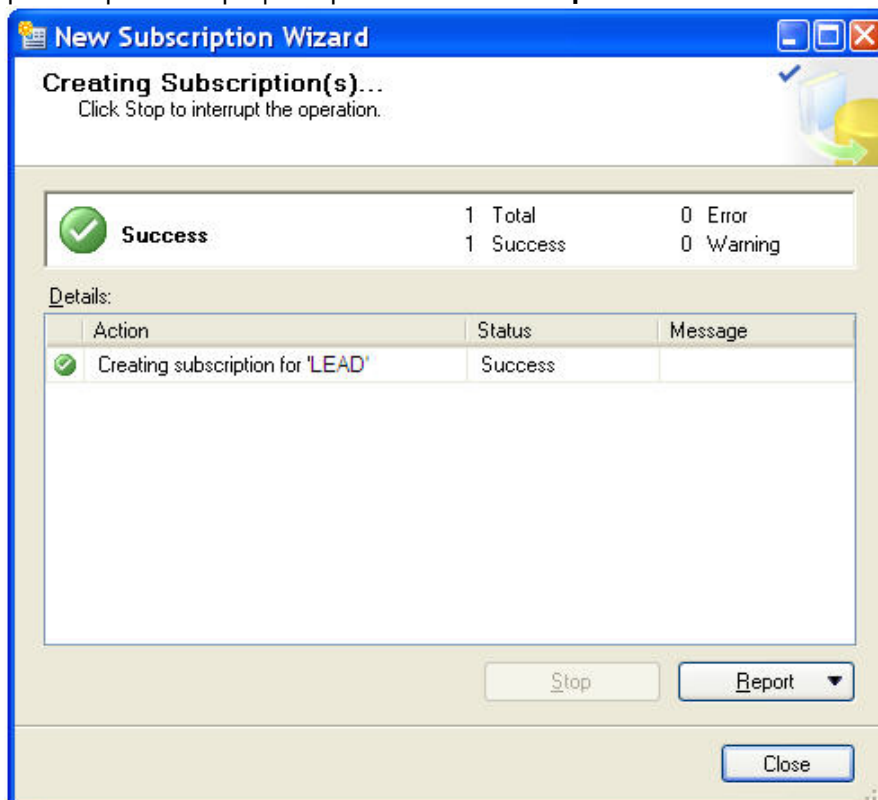 New Subscription Wizard
Creating Subscription(s)...
Click Stop to interrupt the operation.
Success
1 Total
0 Error
1 Success
0 Warning
Details:
Action Status Message
Creating subscription for 'LEAD' Success
Stop Report
Close